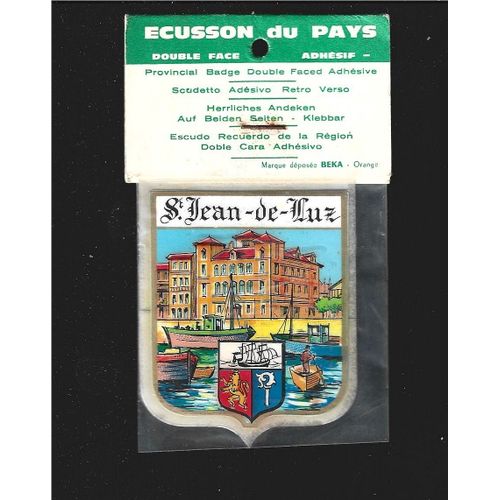 ECUSSON du PAYS
DOUBLE FACE ADHÉSIF -
Provincial Badge Double Faced Adhésive
Scudetto Adésivo Retro Verso
Herrliches Andeken
Auf Beiden Seiten - Klebbar
Escudo Recuerdo de la Région
Doble Cara Adhésivo
Marque déposée BEKA - Orange
St Jean-de-Luz